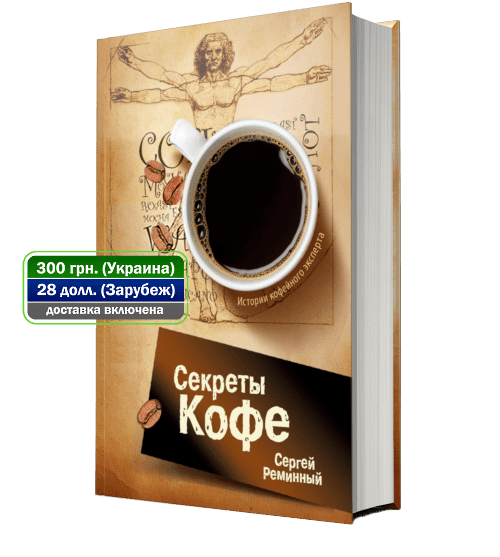 300 грн. (Украина)
28 долл. (Зарубеж)
доставка включена
Истории кофейного эксперта
Секреты
Кофе
Сергей
Реминный